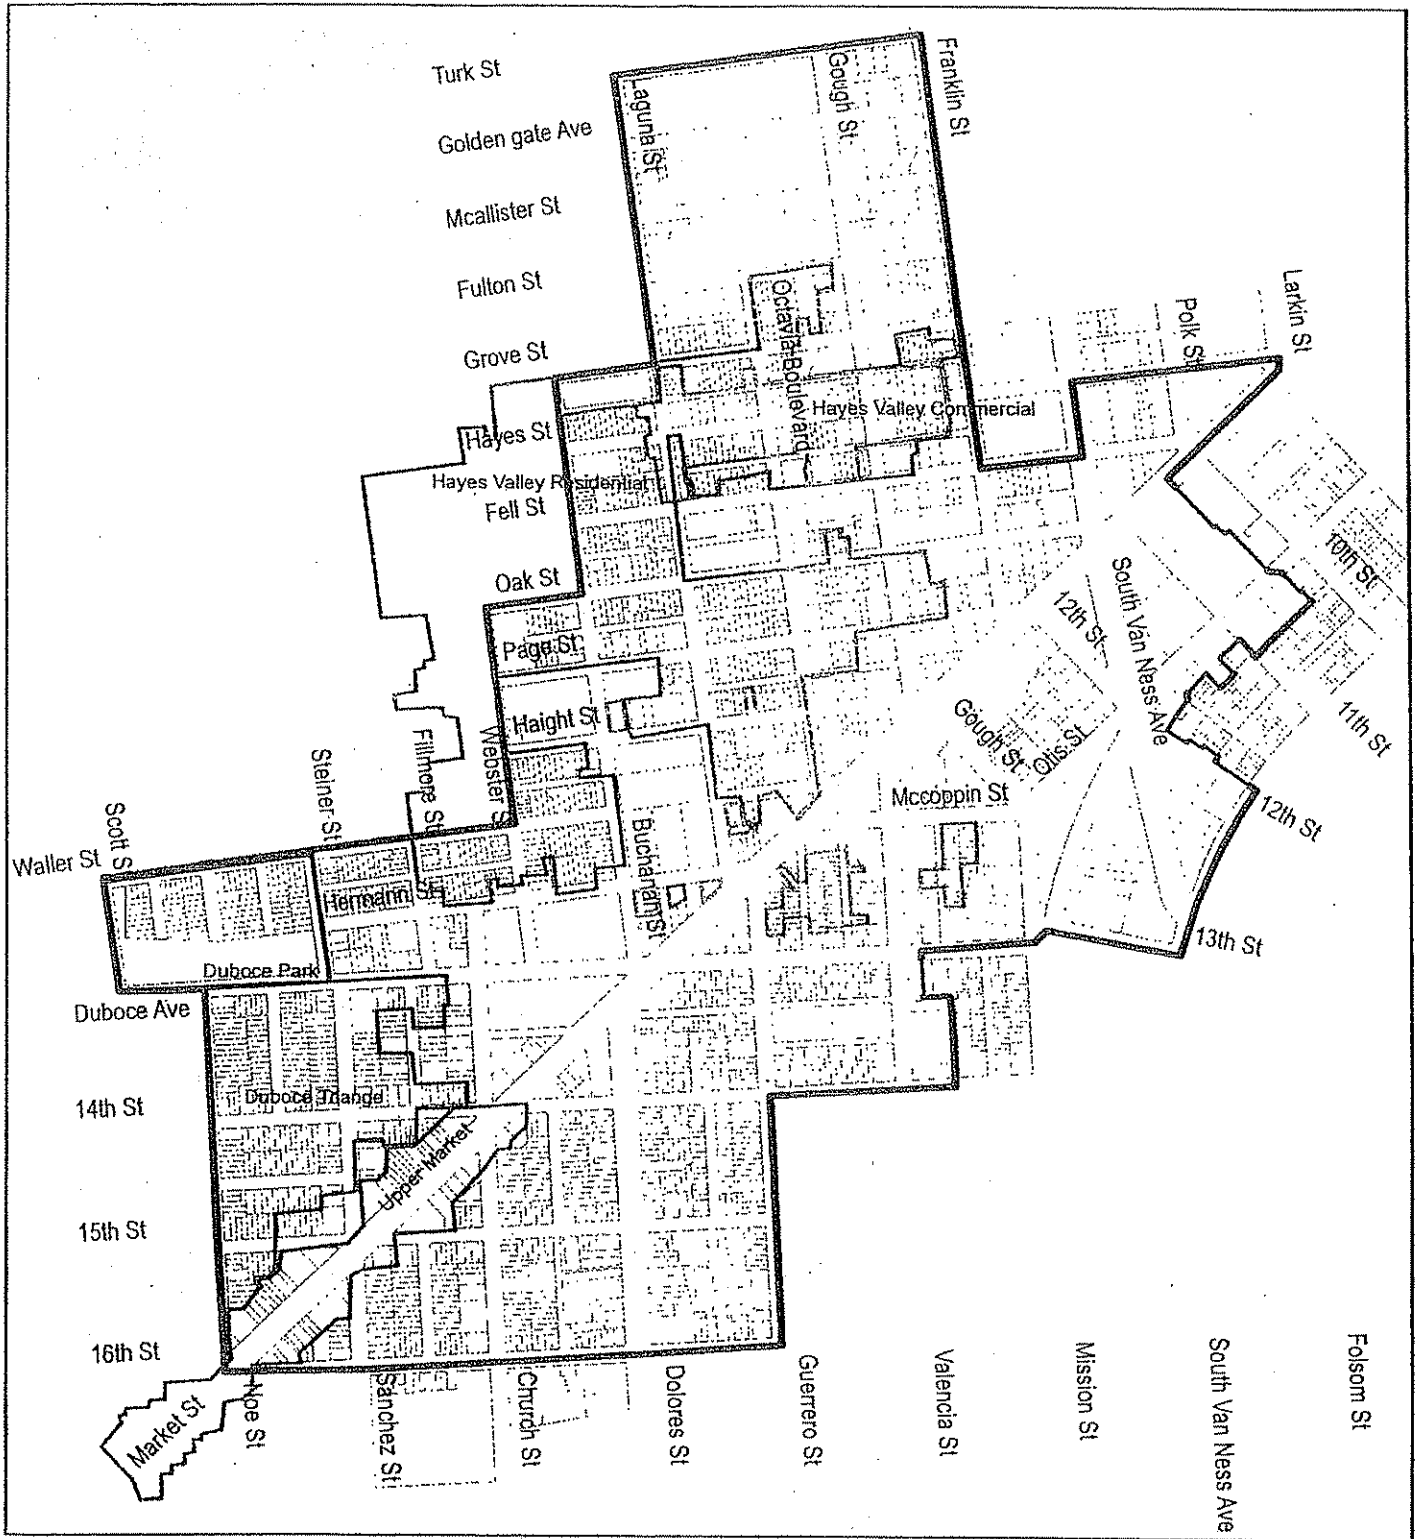 Turk St
Golden gate Ave
Mcallister St
Fulton St
Grove St
Hayes St
Hayes Valley Residential
Fell St
Oak St
Page St
Haight St
Laguna St
Gough St
Franklin St
Octavia Boulevard
Hayes Valley Commercial
Polk St
Larkin St
10th St
11th St
12th St
South Van Ness Ave
12th St
Gough St
Otis St
Mccoppin St
13th St
Webster S
Fillmore St
Steiner St
Scott S
Waller St
Hermann St
Buchanan St
Duboce Park
Duboce Ave
14th St
Duboce Triange
Upper Market
15th St
16th St
Market St
Noe St
Sanchez St
Church St
Dolores St
Guerrero St
Valencia St
Mission St
South Van Ness Ave
Folsom St